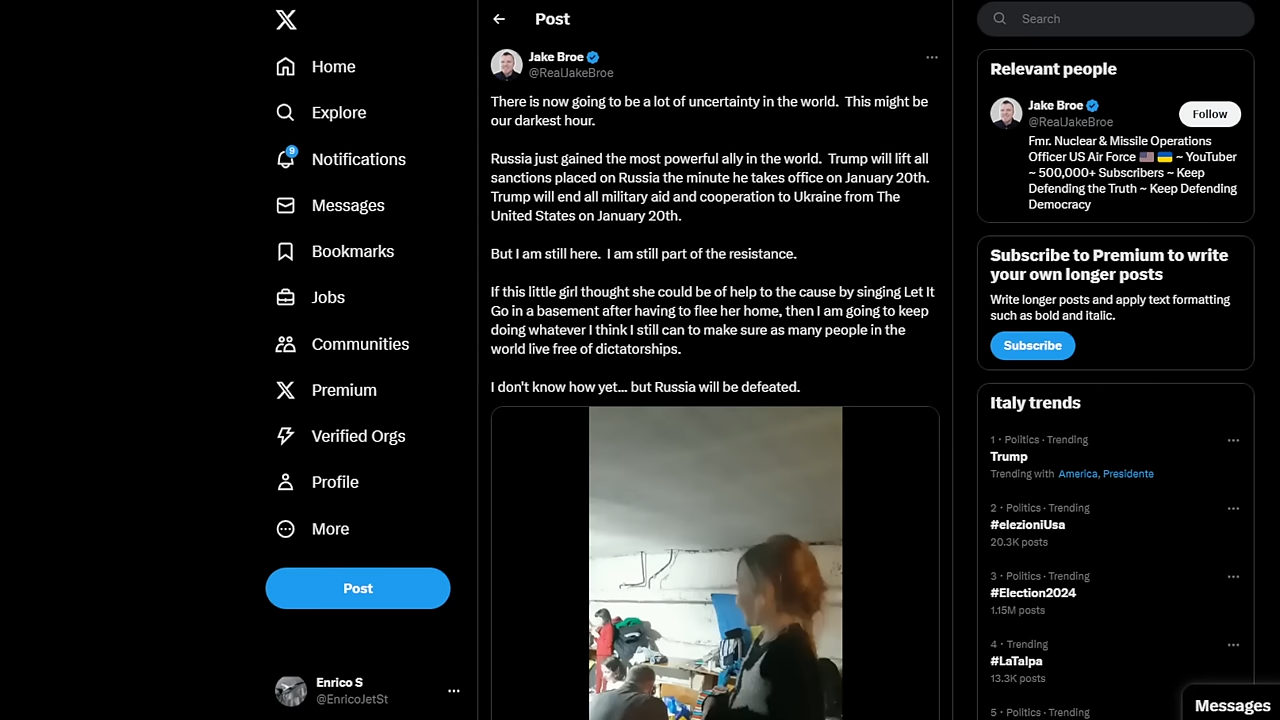 Home
Explore
9
Notifications
Messages
Bookmarks
Jobs
Communities
Premium
Verified Orgs
Profile
More
Post
Enrico S
@EnricoJetSt
Post
Jake Broe
@RealJakeBroe
There is now going to be a lot of uncertainty in the world. This might be
our darkest hour.
Russia just gained the most powerful ally in the world. Trump will lift all
sanctions placed on Russia the minute he takes office on January 20th.
Trump will end all military aid and cooperation to Ukraine from The
United States on January 20th.
But I am still here. I am still part of the resistance.
If this little girl thought she could be of help to the cause by singing Let It
Go in a basement after having to flee her home, then I am going to keep
doing whatever I think I still can to make sure as many people in the
world live free of dictatorships.
I don't know how yet... but Russia will be defeated.
Search
Relevant people
Jake Broe
@RealJakeBroe
Follow
Fmr. Nuclear & Missile Operations
Officer US Air Force 🇺🇸 🇺🇦 ~ YouTuber
~ 500,000+ Subscribers ~ Keep
Defending the Truth ~ Keep Defending
Democracy
Subscribe to Premium to write
your own longer posts
Write longer posts and apply text formatting
such as bold and italic.
Subscribe
Italy trends
1 · Politics · Trending
Trump
Trending with America, Presidente
2 · Politics · Trending
#elezioniUsa
20.3K posts
3 · Politics · Trending
#Election2024
1.15M posts
4 · Trending
#LaTalpa
13.3K posts
5 · Politics · Trending
Messages